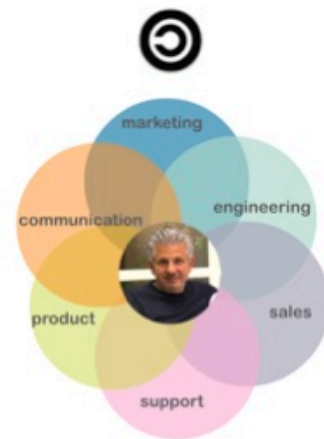 marketing
engineering
communication
sales
product
support